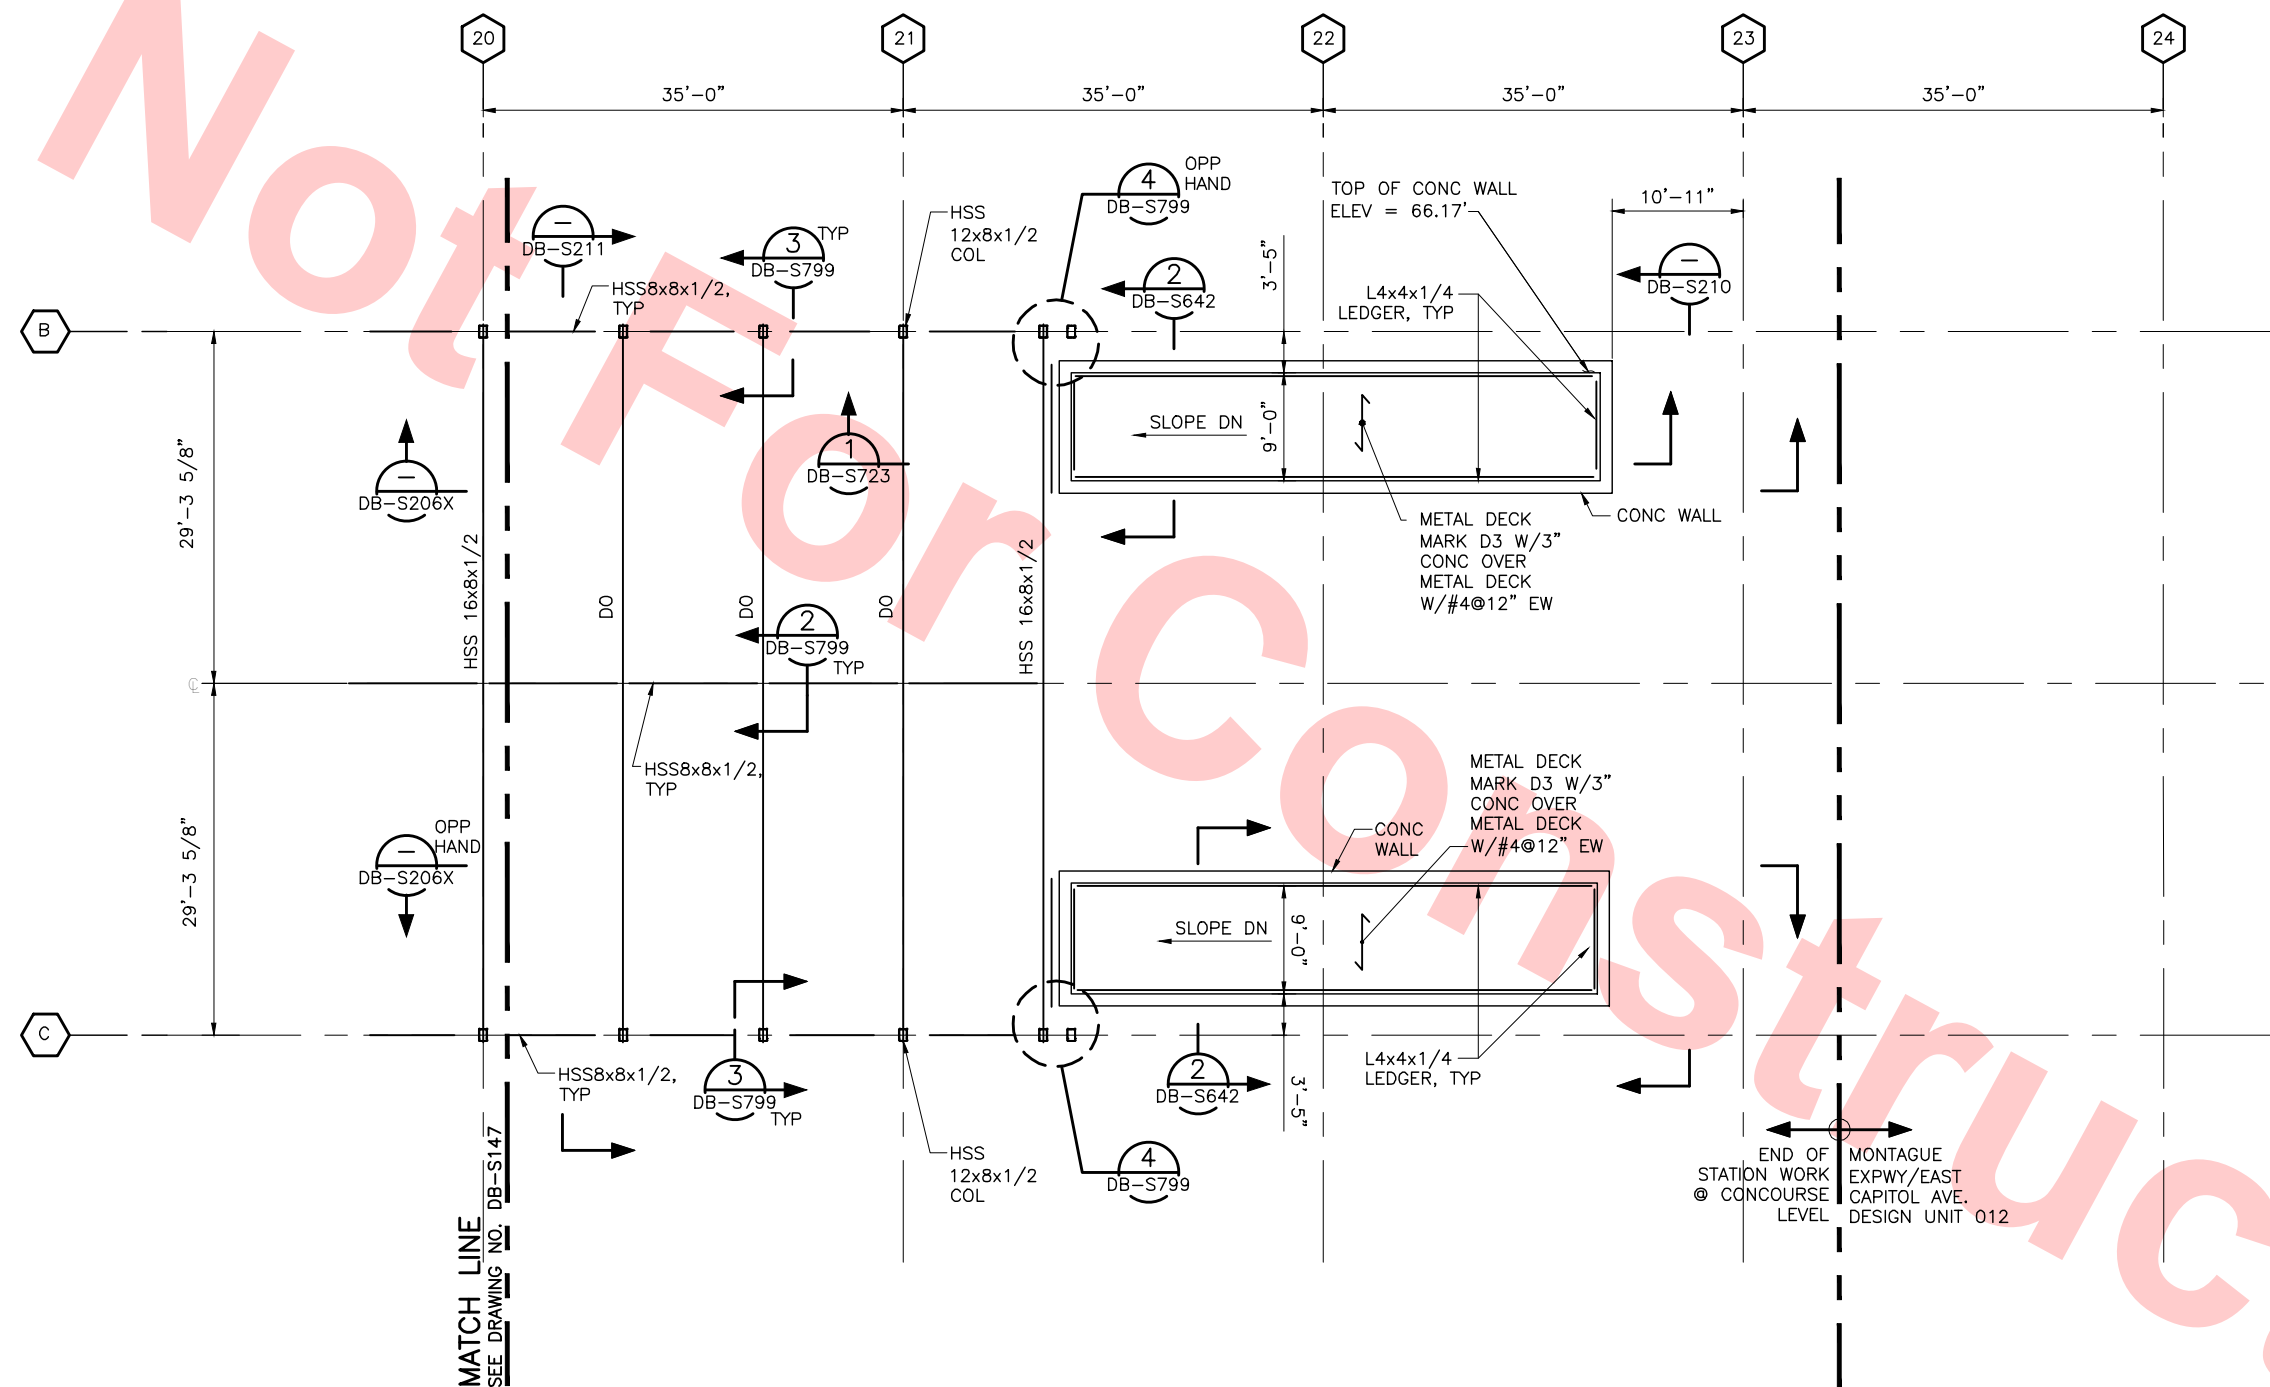 20
21
22
23
24
35'-0"
35'-0"
35'-0"
35'-0"
OPP
HAND
4
DB-S799
TOP OF CONC WALL
ELEV = 66.17'
10'-11"
HSS
12x8x1/2
COL
–
DB-S211
3
TYP
DB-S799
3'-5"
2
DB-S642
–
DB-S210
HSS8x8x1/2,
TYP
L4x4x1/4
LEDGER, TYP
B
SLOPE DN
9'-0"
1
DB-S723
–
DB-S206X
29'-3 5/8"
CONC WALL
METAL DECK
MARK D3 W/3"
CONC OVER
METAL DECK
W/#4@12" EW
HSS 16x8x1/2
DO
DO
DO
HSS 16x8x1/2
2
DB-S799
TYP
℄
HSS8x8x1/2,
TYP
METAL DECK
MARK D3 W/3"
CONC OVER
METAL DECK
W/#4@12" EW
CONC
WALL
29'-3 5/8"
OPP
HAND
–
DB-S206X
SLOPE DN
9'-0"
C
HSS8x8x1/2,
TYP
3
DB-S799
TYP
2
DB-S642
3'-5"
L4x4x1/4
LEDGER, TYP
HSS
12x8x1/2
COL
4
DB-S799
END OF
STATION WORK
@ CONCOURSE
LEVEL
MONTAGUE
EXPWY/EAST
CAPITOL AVE.
DESIGN UNIT 012
MATCH LINE
SEE DRAWING NO. DB-S147
Not For Construc